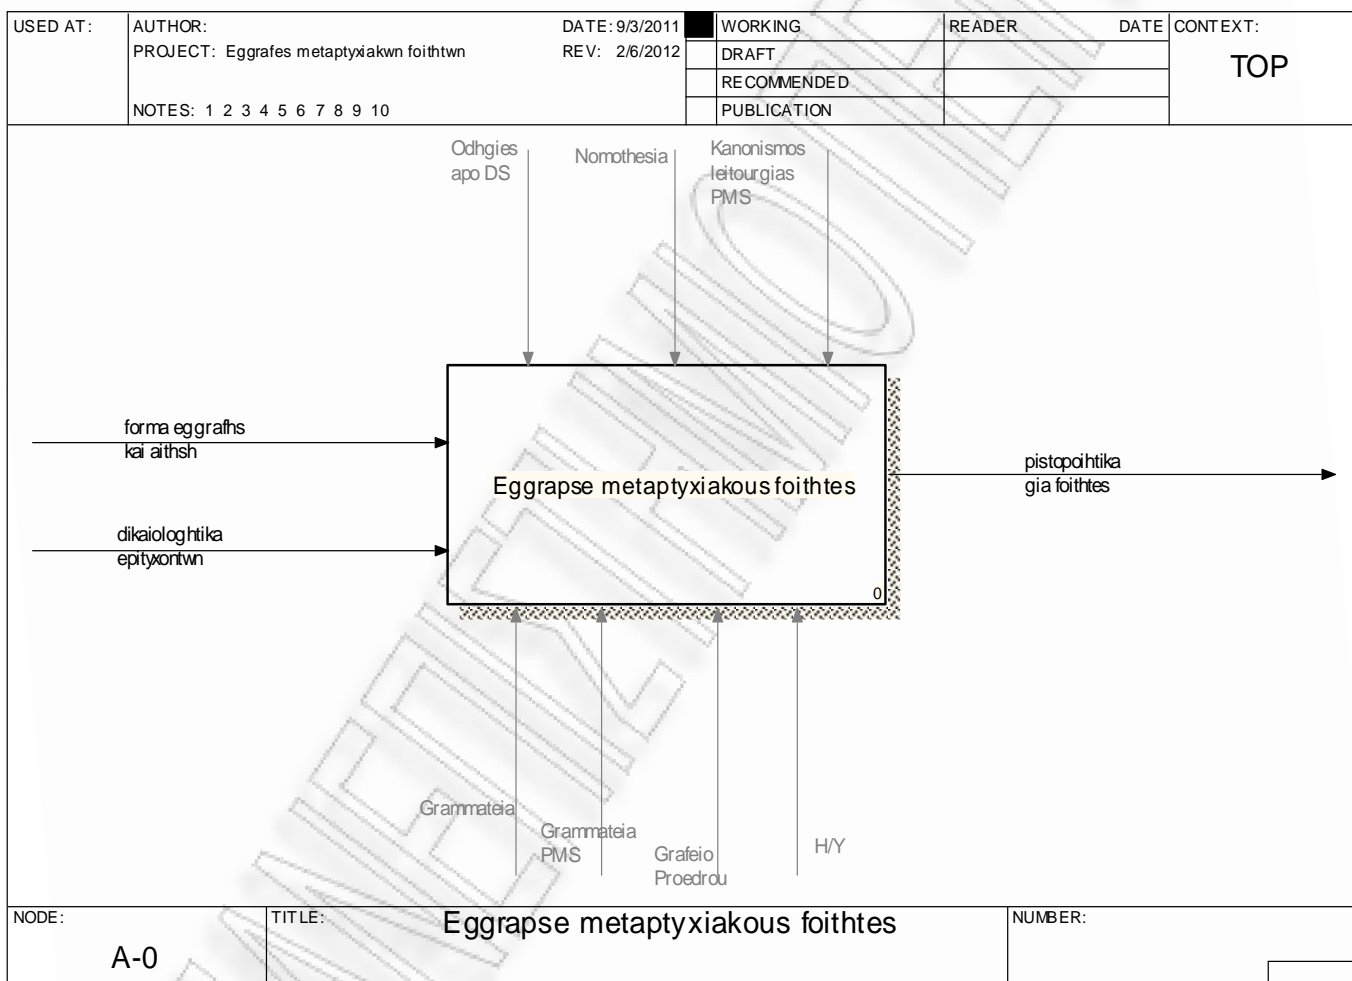 USED AT:
AUTHOR:
DATE: 9/3/2011
PROJECT: Eggrafes metaptyxiakwn foithtwn
REV: 2/6/2012
NOTES: 1 2 3 4 5 6 7 8 9 10
WORKING
DRAFT
RECOMMENDED
PUBLICATION
READER
DATE
CONTEXT:
TOP
Odhgies
apo DS
Nomothesia
Kanonismos
leitourgias
PMS
forma eggrafhs
kai aithsh
dikaiologhtika
epityxontwn
Eggrapse metaptyxiakous foithtes
0
pistopoihtika
gia foithtes
Grammateia
Grammateia
PMS
Grafeio
Proedrou
H/Y
NODE:
A-0
TITLE:
Eggrapse metaptyxiakous foithtes
NUMBER: